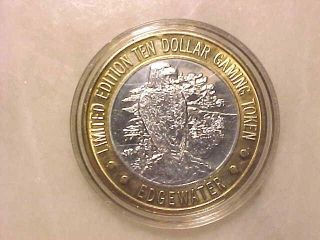 LIMITED EDITION TEN DOLLAR GAMING TOKEN
EDGEWATER